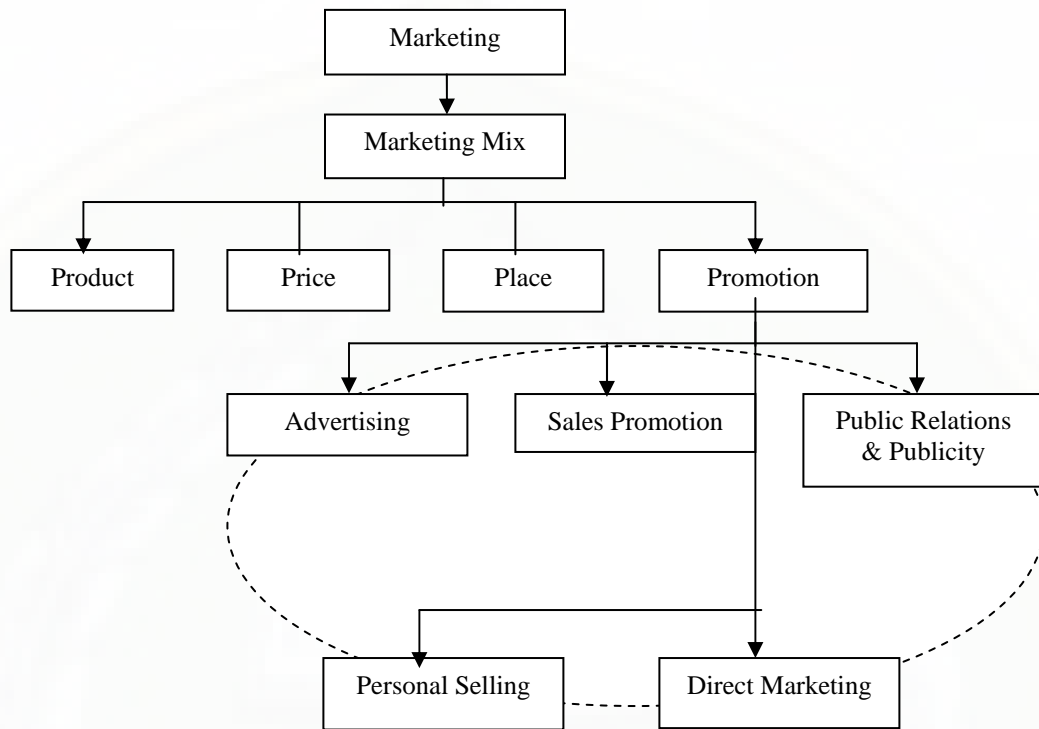 Marketing
Marketing Mix
Product
Price
Place
Promotion
Advertising
Sales Promotion
Public Relations
& Publicity
Personal Selling
Direct Marketing